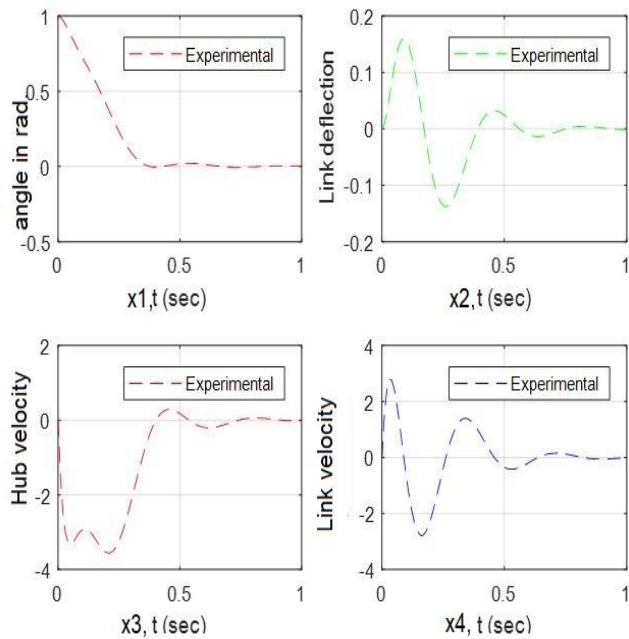 angle in rad.
1
0.5
0
-0.5
Experimental
0
0.5
1
x1,t (sec)
Link deflection
0.2
0.1
0
-0.1
-0.2
Experimental
0
0.5
1
x2,t (sec)
Hub velocity
2
0
-2
-4
Experimental
0
0.5
1
x3, t (sec)
Link velocity
4
2
0
-2
-4
Experimental
0
0.5
1
x4, t (sec)